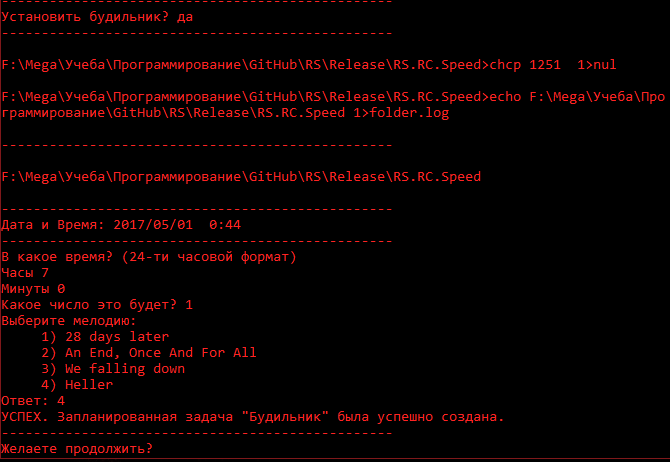 -------------------------------------------------
Установить будильник? да
-------------------------------------------------
F:\Mega\Учеба\Программирование\GitHub\RS\Release\RS.RC.Speed>chcp 1251  1>nul
F:\Mega\Учеба\Программирование\GitHub\RS\Release\RS.RC.Speed>echo F:\Mega\Учеба\Про
граммирование\GitHub\RS\Release\RS.RC.Speed 1>folder.log
-------------------------------------------------
F:\Mega\Учеба\Программирование\GitHub\RS\Release\RS.RC.Speed
-------------------------------------------------
Дата и Время: 2017/05/01  0:44
-------------------------------------------------
В какое время? (24-ти часовой формат)
Часы 7
Минуты 0
Какое число это будет? 1
Выберите мелодию:
     1) 28 days later
     2) An End, Once And For All
     3) We falling down
     4) Heller
Ответ: 4
УСПЕХ. Запланированная задача "Будильник" была успешно создана.
-------------------------------------------------
Желаете продолжить?